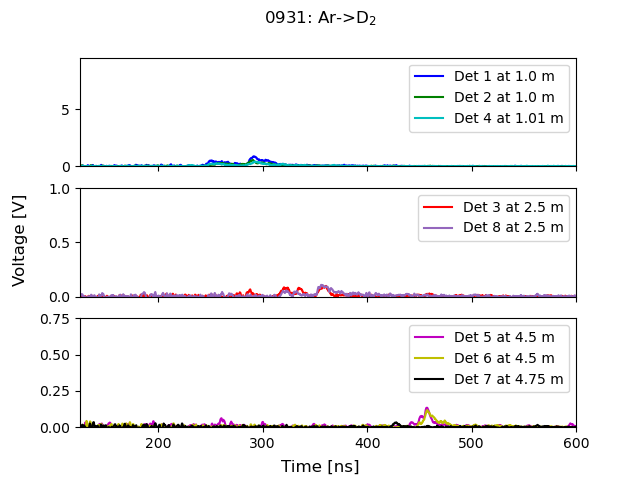 0931: Ar->D₂
5
0
Det 1 at 1.0 m
Det 2 at 1.0 m
Det 4 at 1.01 m
Voltage [V]
1.0
0.5
0.0
Det 3 at 2.5 m
Det 8 at 2.5 m
0.75
0.50
0.25
0.00
Det 5 at 4.5 m
Det 6 at 4.5 m
Det 7 at 4.75 m
200 300 400 500 600
Time [ns]